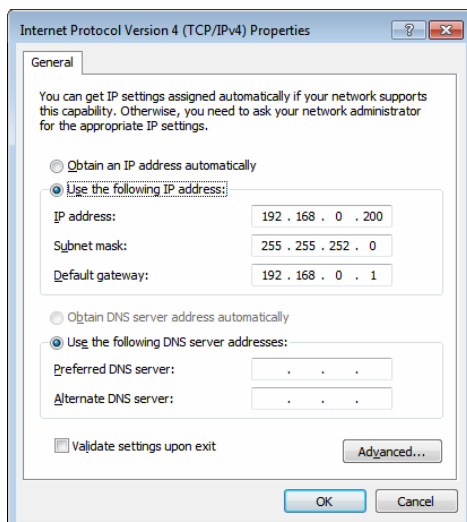 Internet Protocol Version 4 (TCP/IPv4) Properties
General
You can get IP settings assigned automatically if your network supports
this capability. Otherwise, you need to ask your network administrator
for the appropriate IP settings.
Obtain an IP address automatically
Use the following IP address:
IP address: 192 . 168 . 0 . 200
Subnet mask: 255 . 255 . 252 . 0
Default gateway: 192 . 168 . 0 . 1
Obtain DNS server address automatically
Use the following DNS server addresses:
Preferred DNS server: . . .
Alternate DNS server: . . .
Validate settings upon exit
Advanced...
OK Cancel